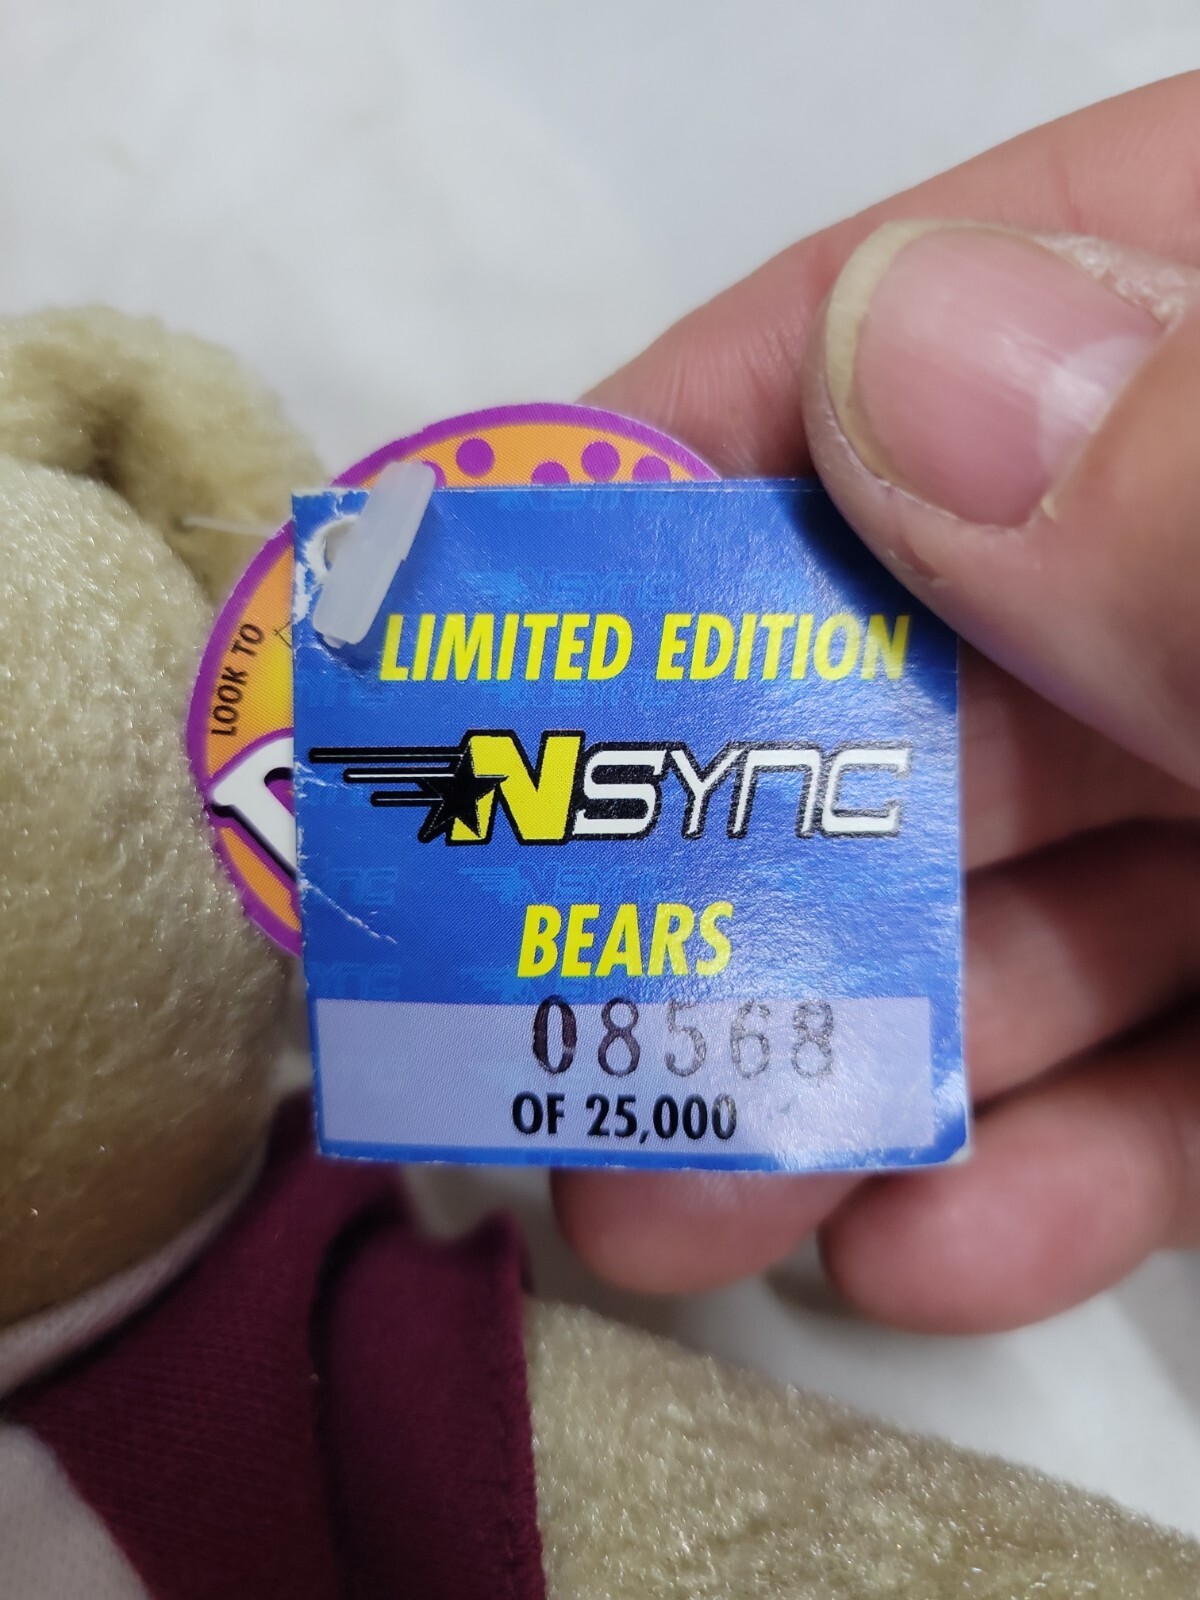 LOOK TO
LIMITED EDITION
NSYNC
BEARS
08568
OF 25,000